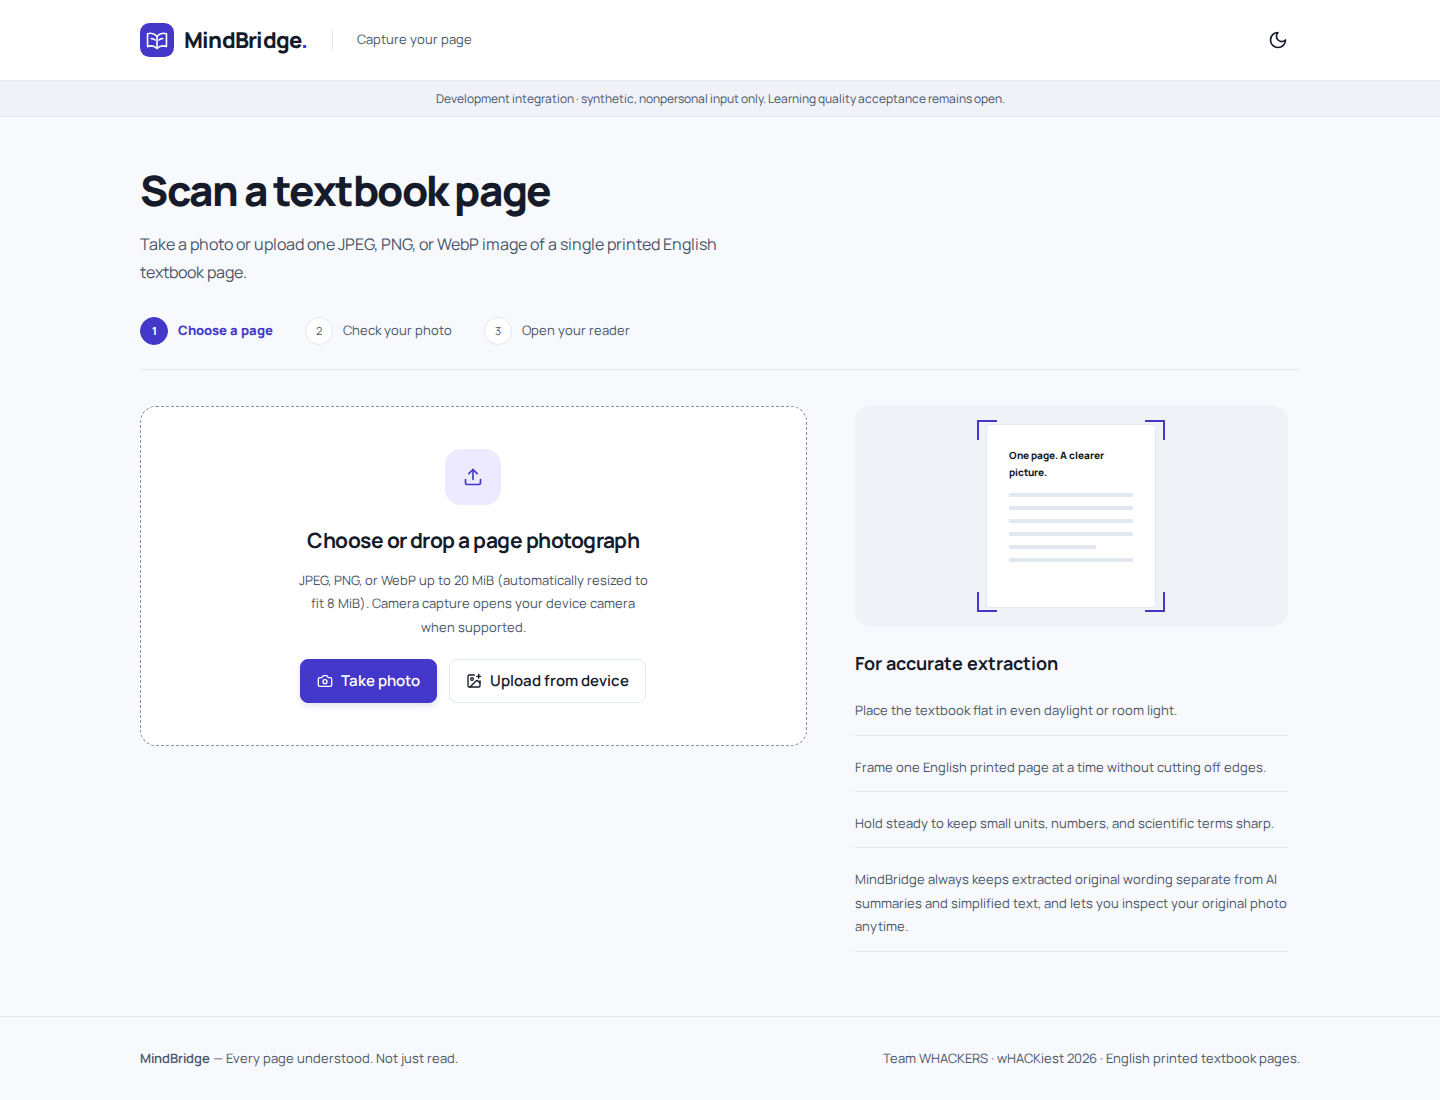 MindBridge.
Capture your page
Development integration · synthetic, nonpersonal input only. Learning quality acceptance remains open.
Scan a textbook page
Take a photo or upload one JPEG, PNG, or WebP image of a single printed English
textbook page.
1 Choose a page
2 Check your photo
3 Open your reader
Choose or drop a page photograph
JPEG, PNG, or WebP up to 20 MiB (automatically resized to
fit 8 MiB). Camera capture opens your device camera
when supported.
Take photo
Upload from device
One page. A clearer
picture.
For accurate extraction
Place the textbook flat in even daylight or room light.
Frame one English printed page at a time without cutting off edges.
Hold steady to keep small units, numbers, and scientific terms sharp.
MindBridge always keeps extracted original wording separate from AI
summaries and simplified text, and lets you inspect your original photo
anytime.
MindBridge — Every page understood. Not just read.
Team WHACKERS · wHACKiest 2026 · English printed textbook pages.